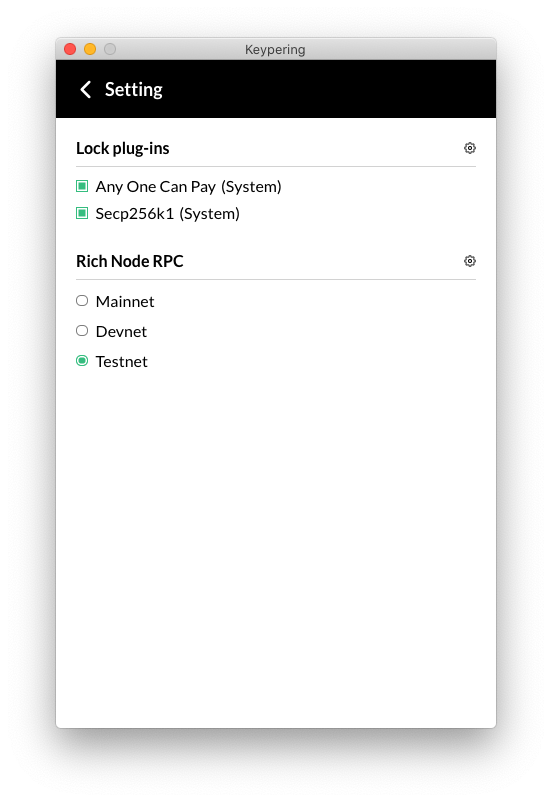 Keypering
Setting
Lock plug-ins
Any One Can Pay (System)
Secp256k1 (System)
Rich Node RPC
Mainnet
Devnet
Testnet